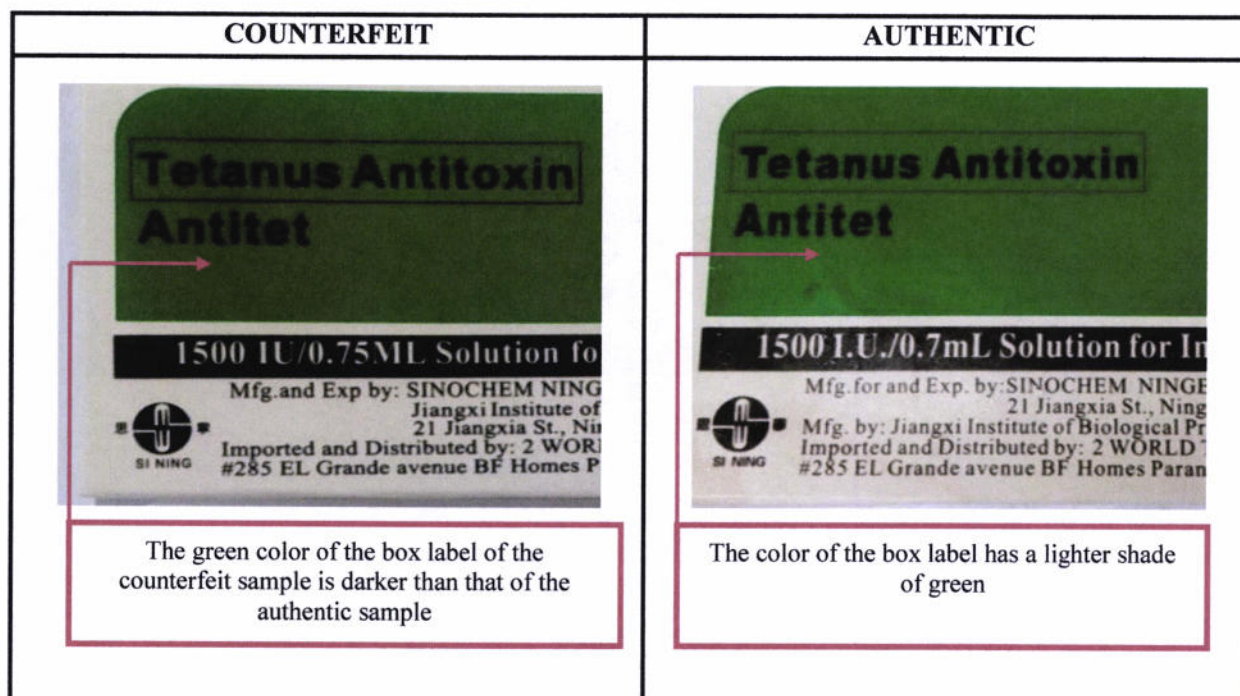 COUNTERFEIT
Tetanus Antitoxin
Antitet
1500 IU/0.75ML Solution fo
Mfg.and Exp by: SINOCHEM NINGE
Jiangxi Institute of
21 Jiangxia St., Nin
Imported and Distributed by: 2 WORL
#285 EL Grande avenue BF Homes P
思 寧
SI NING
The green color of the box label of the
counterfeit sample is darker than that of the
authentic sample
AUTHENTIC
Tetanus Antitoxin
Antitet
1500 I.U./0.7mL Solution for In
Mfg.for and Exp. by:SINOCHEM NINGE
21 Jiangxia St., Ning
Mfg. by: Jiangxi Institute of Biological Pr
Imported and Distributed by: 2 WORLD T
#285 EL Grande avenue BF Homes Paran
SI NING
The color of the box label has a lighter shade
of green